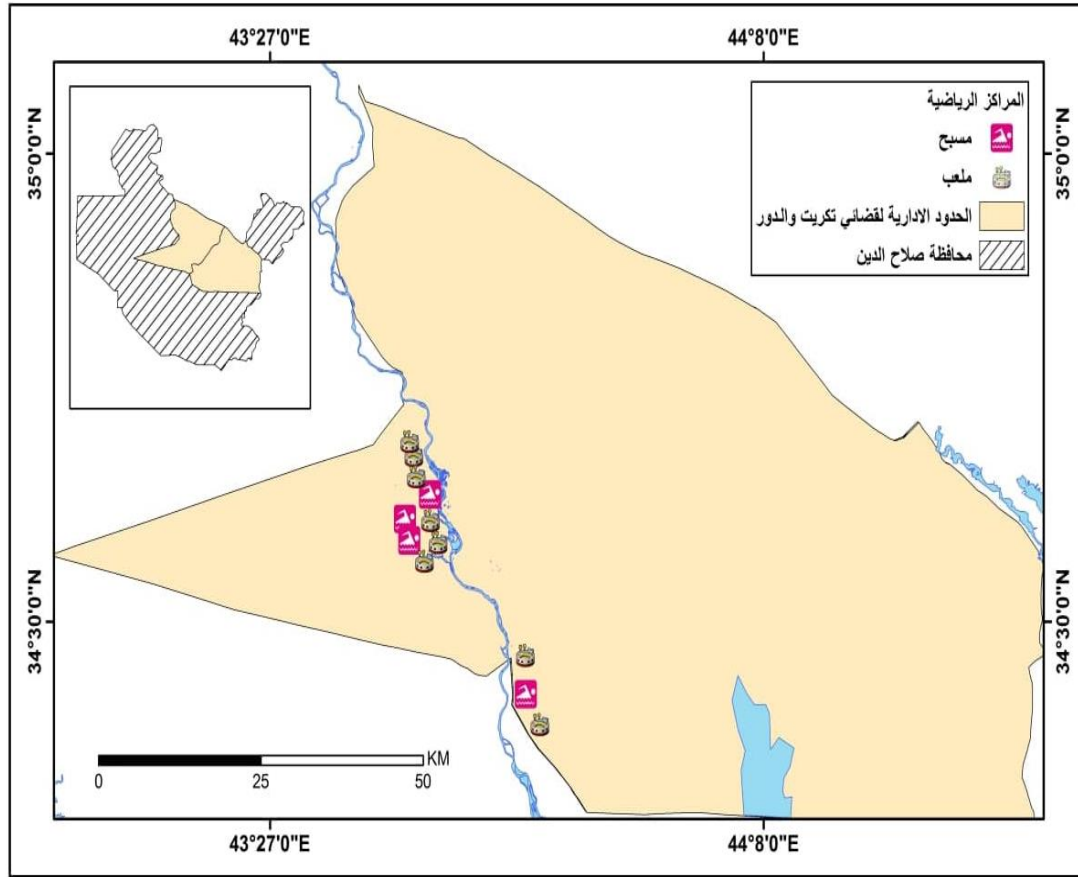 43°27'0"E
44°8'0"E
35°0'0"N
35°0'0"N
المراكز الرياضية
مسبح
ملعب
الحدود الادارية لقضائي تكريت والدور
محافظة صلاح الدين
34°30'0"N
34°30'0"N
KM
0
25
50
43°27'0"E
44°8'0"E